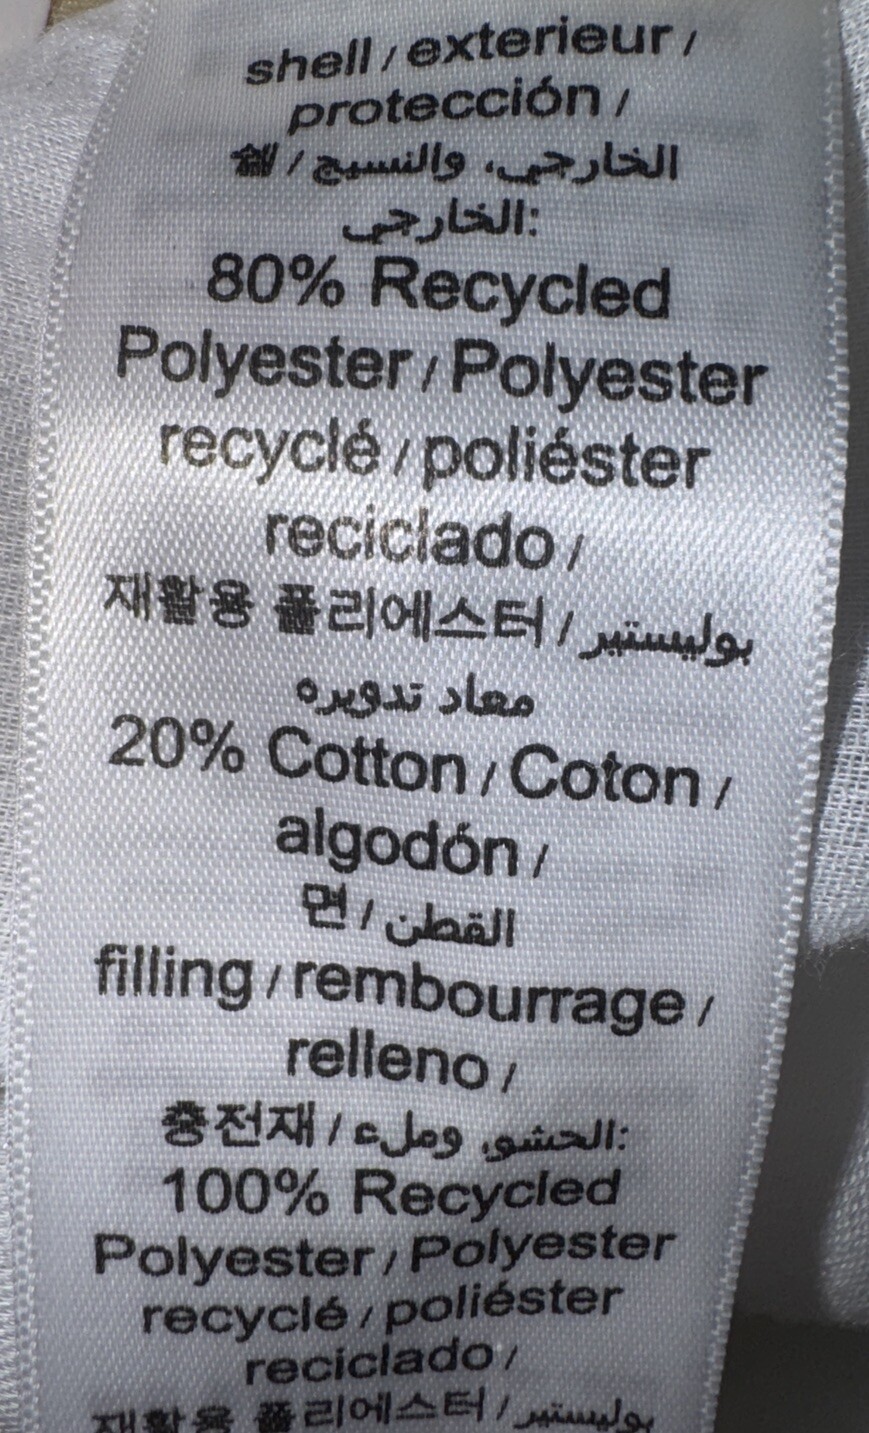 shell / exterieur /
protección /
쉘 / الخارجي، والنسيج
الخارجي:
80% Recycled
Polyester / Polyester
recyclé / poliéster
reciclado /
재활용 폴리에스터 / بوليستير
معاد تدويره
20% Cotton / Coton /
algodón /
면 / القطن
filling / rembourrage /
relleno /
충전재 / الحشو، وملء:
100% Recycled
Polyester / Polyester
recyclé / poliéster
reciclado /
재활용 폴리에스터 / بوليستير